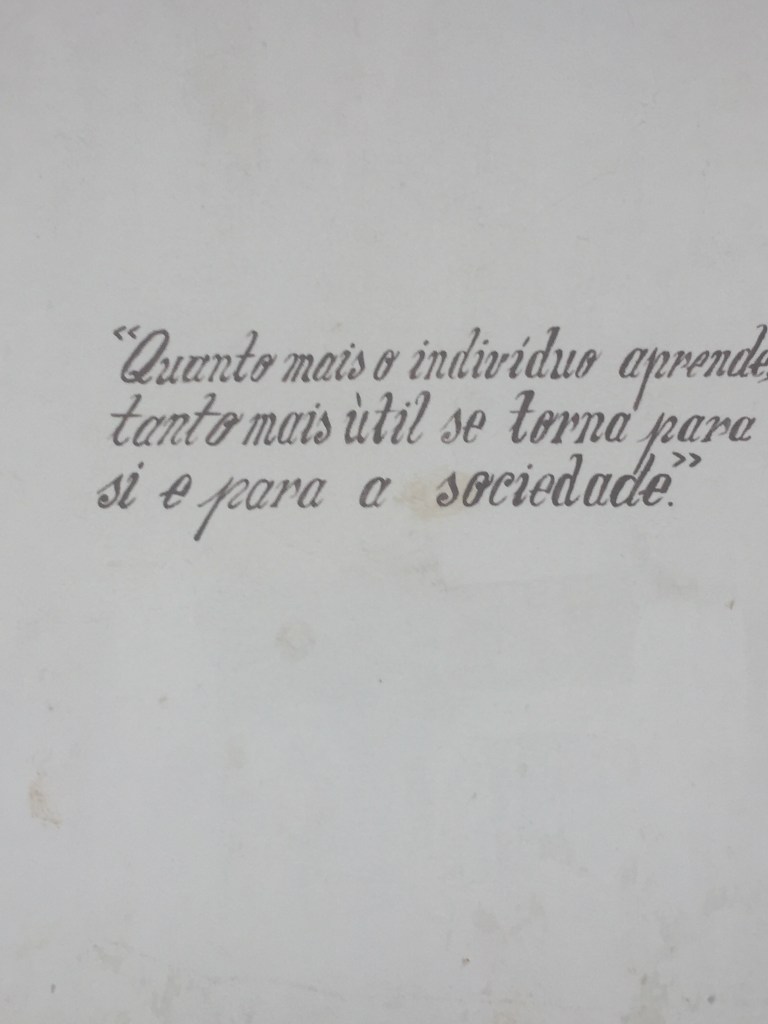 “Quanto mais o indivíduo aprende,
tanto mais ùtil se torna para
si e para a sociedade.”